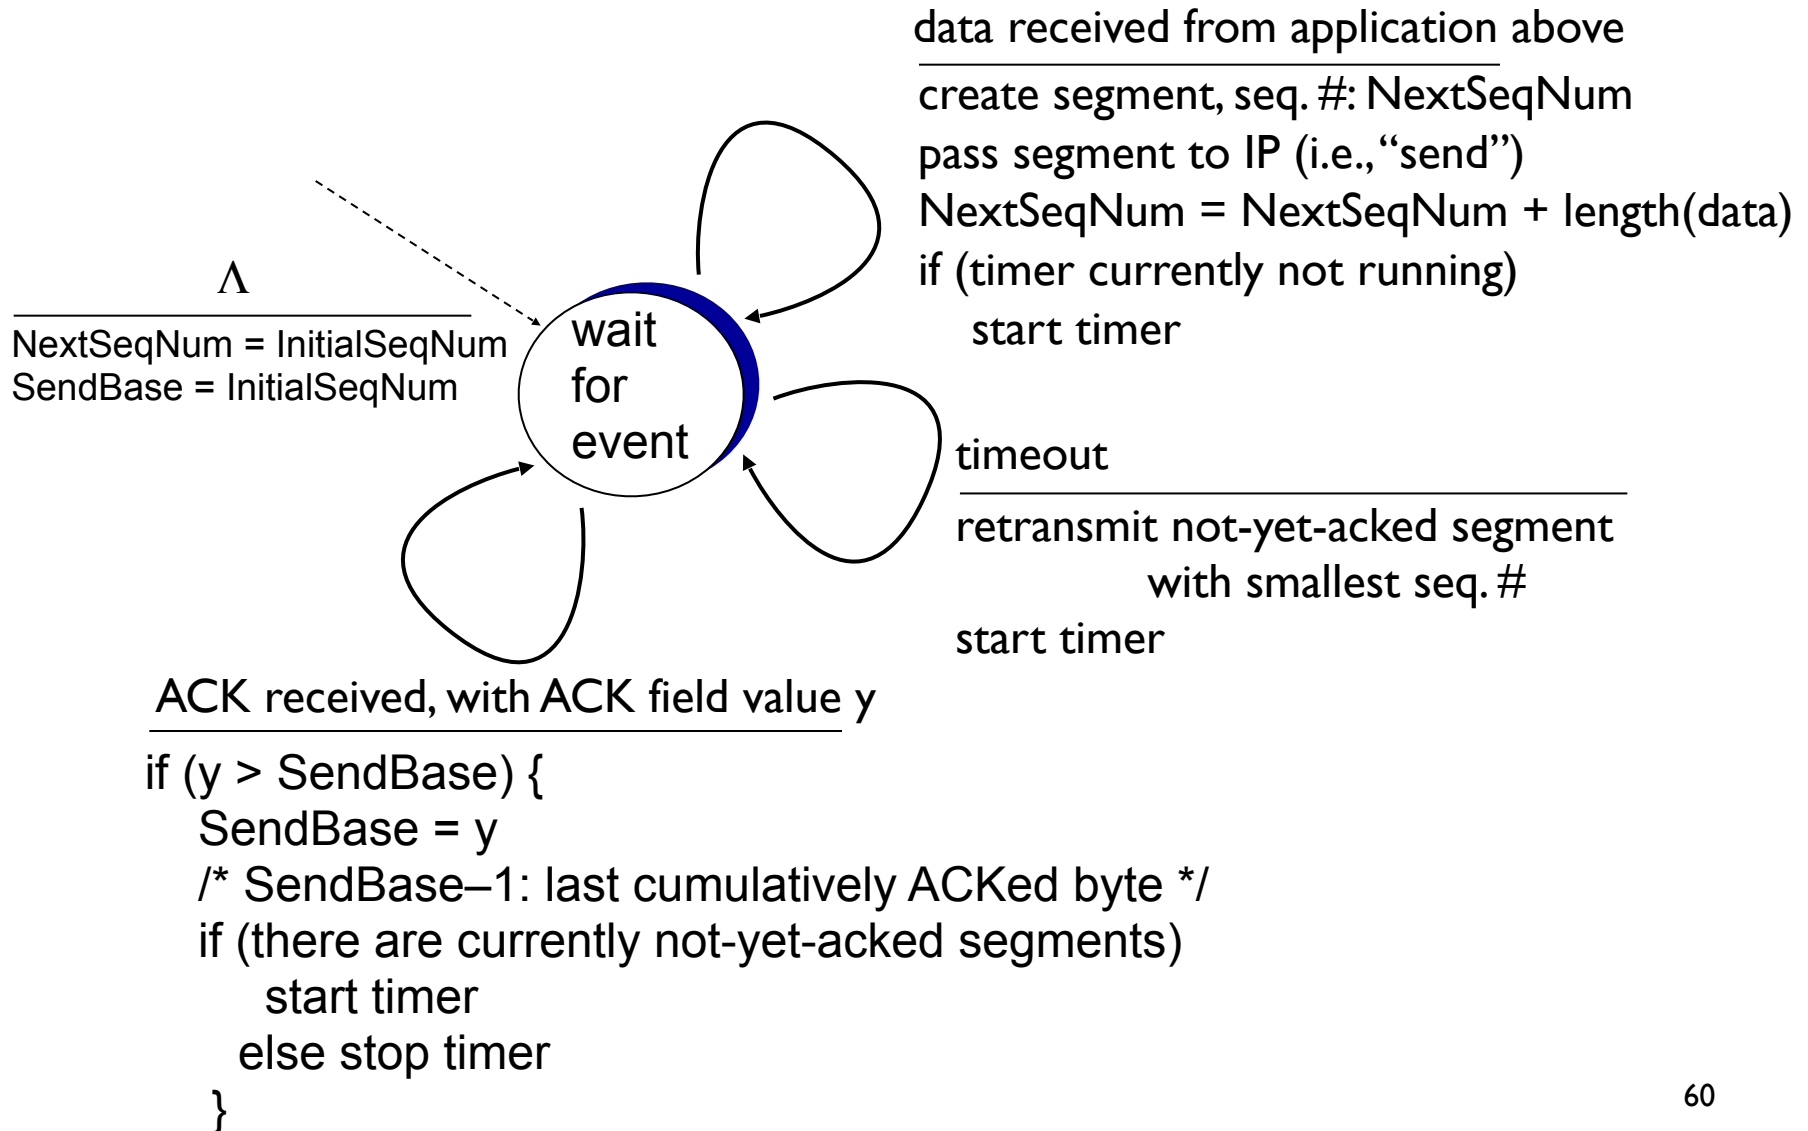 data received from application above
create segment, seq. #: NextSeqNum
pass segment to IP (i.e., “send”)
NextSeqNum = NextSeqNum + length(data)
if (timer currently not running)
start timer
Λ
NextSeqNum = InitialSeqNum
SendBase = InitialSeqNum
wait
for
event
timeout
retransmit not-yet-acked segment
with smallest seq. #
start timer
ACK received, with ACK field value y
if (y > SendBase) {
SendBase = y
/* SendBase–1: last cumulatively ACKed byte */
if (there are currently not-yet-acked segments)
start timer
else stop timer
}
60